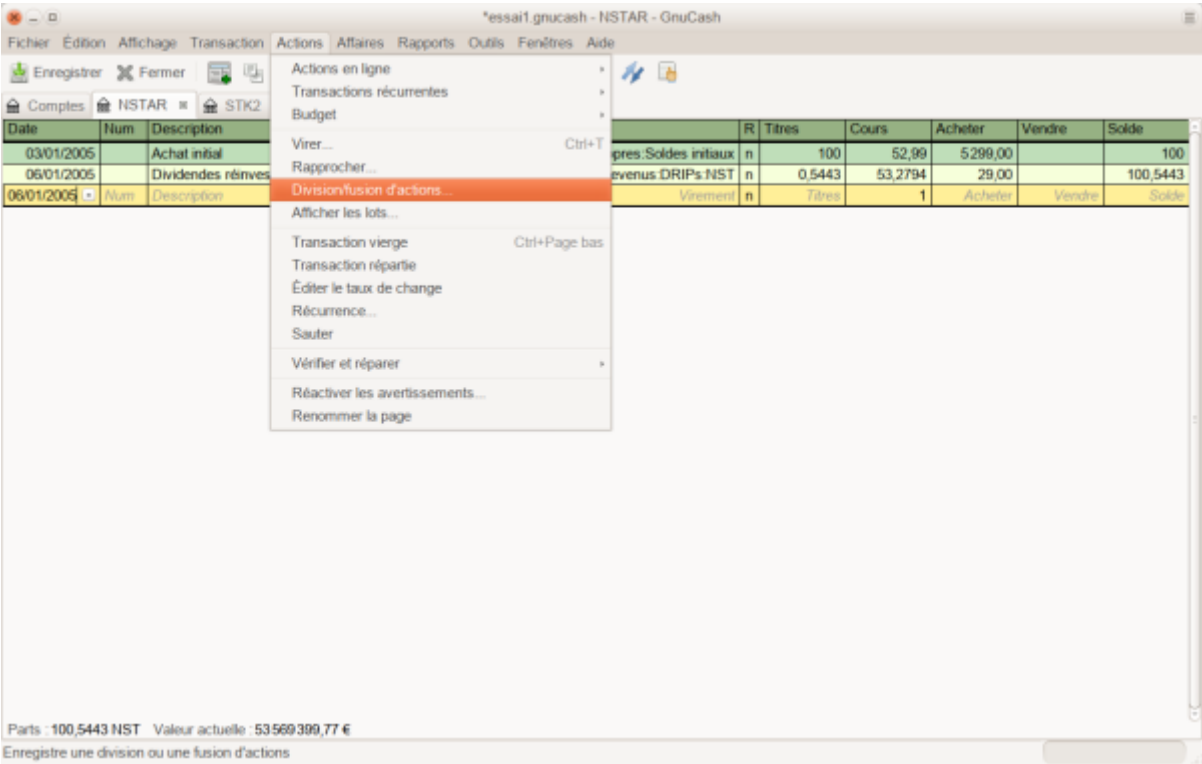 *essai1.gnucash - NSTAR - GnuCash
Fichier Édition Affichage Transaction Actions Affaires Rapports Outils Fenêtres Aide
Enregistrer Fermer
Actions en ligne
Transactions récurrentes
Budget
Comptes NSTAR STK2
Date Num Description R Titres Cours Acheter Vendre Solde
Virer... Ctrl+T
03/01/2005 Achat initial pres:Soldes initiaux n 100 52,99 5 299,00 100
Rapprocher...
06/01/2005 Dividendes réinves evenus:DRIPs:NST n 0,5443 53,2794 29,00 100,5443
Division/fusion d'actions...
06/01/2005 Num Description Virement n Titres 1 Acheter Vendre Solde
Afficher les lots...
Transaction vierge Ctrl+Page bas
Transaction répartie
Éditer le taux de change
Récurrence...
Sauter
Vérifier et réparer
Réactiver les avertissements...
Renommer la page
Parts : 100,5443 NST Valeur actuelle : 53 569 399,77 €
Enregistre une division ou une fusion d'actions